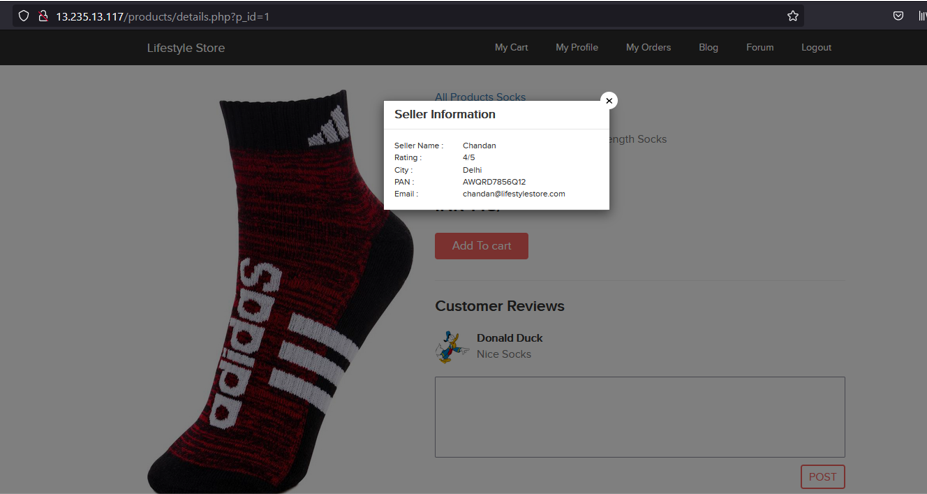 13.235.13.117/products/details.php?p_id=1
Lifestyle Store
My Cart
My Profile
My Orders
Blog
Forum
Logout
All Products Socks
Seller Information
ength Socks
Seller Name : Chandan
Rating : 4/5
City : Delhi
PAN : AWQRD7856Q12
Email : chandan@lifestylestore.com
Add To cart
Customer Reviews
Donald Duck
Nice Socks
POST
adidas